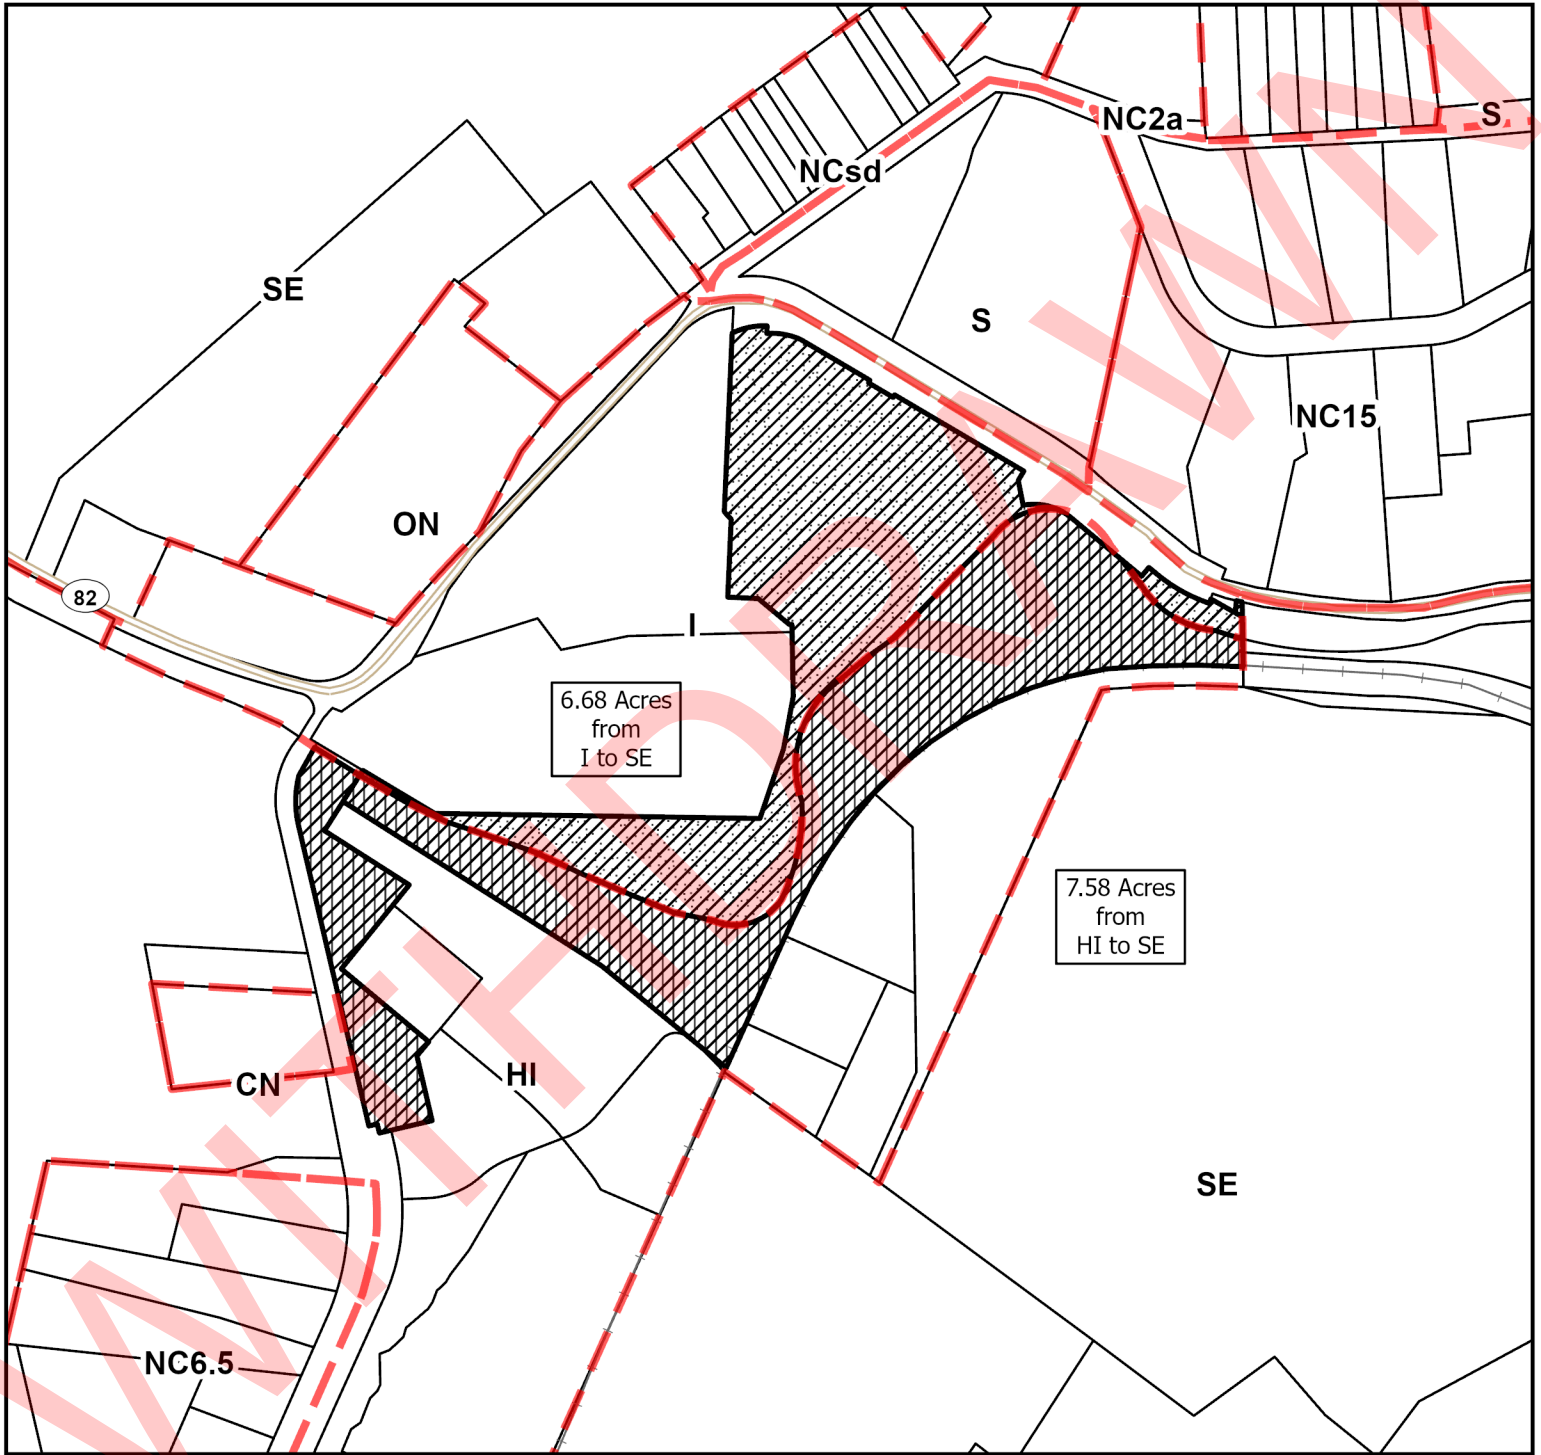 NC2a
S
NCsd
SE
S
NC15
ON
82
I
6.68 Acres
from
I to SE
7.58 Acres
from
HI to SE
HI
CN
SE
NC6.5
WITHDRAWN